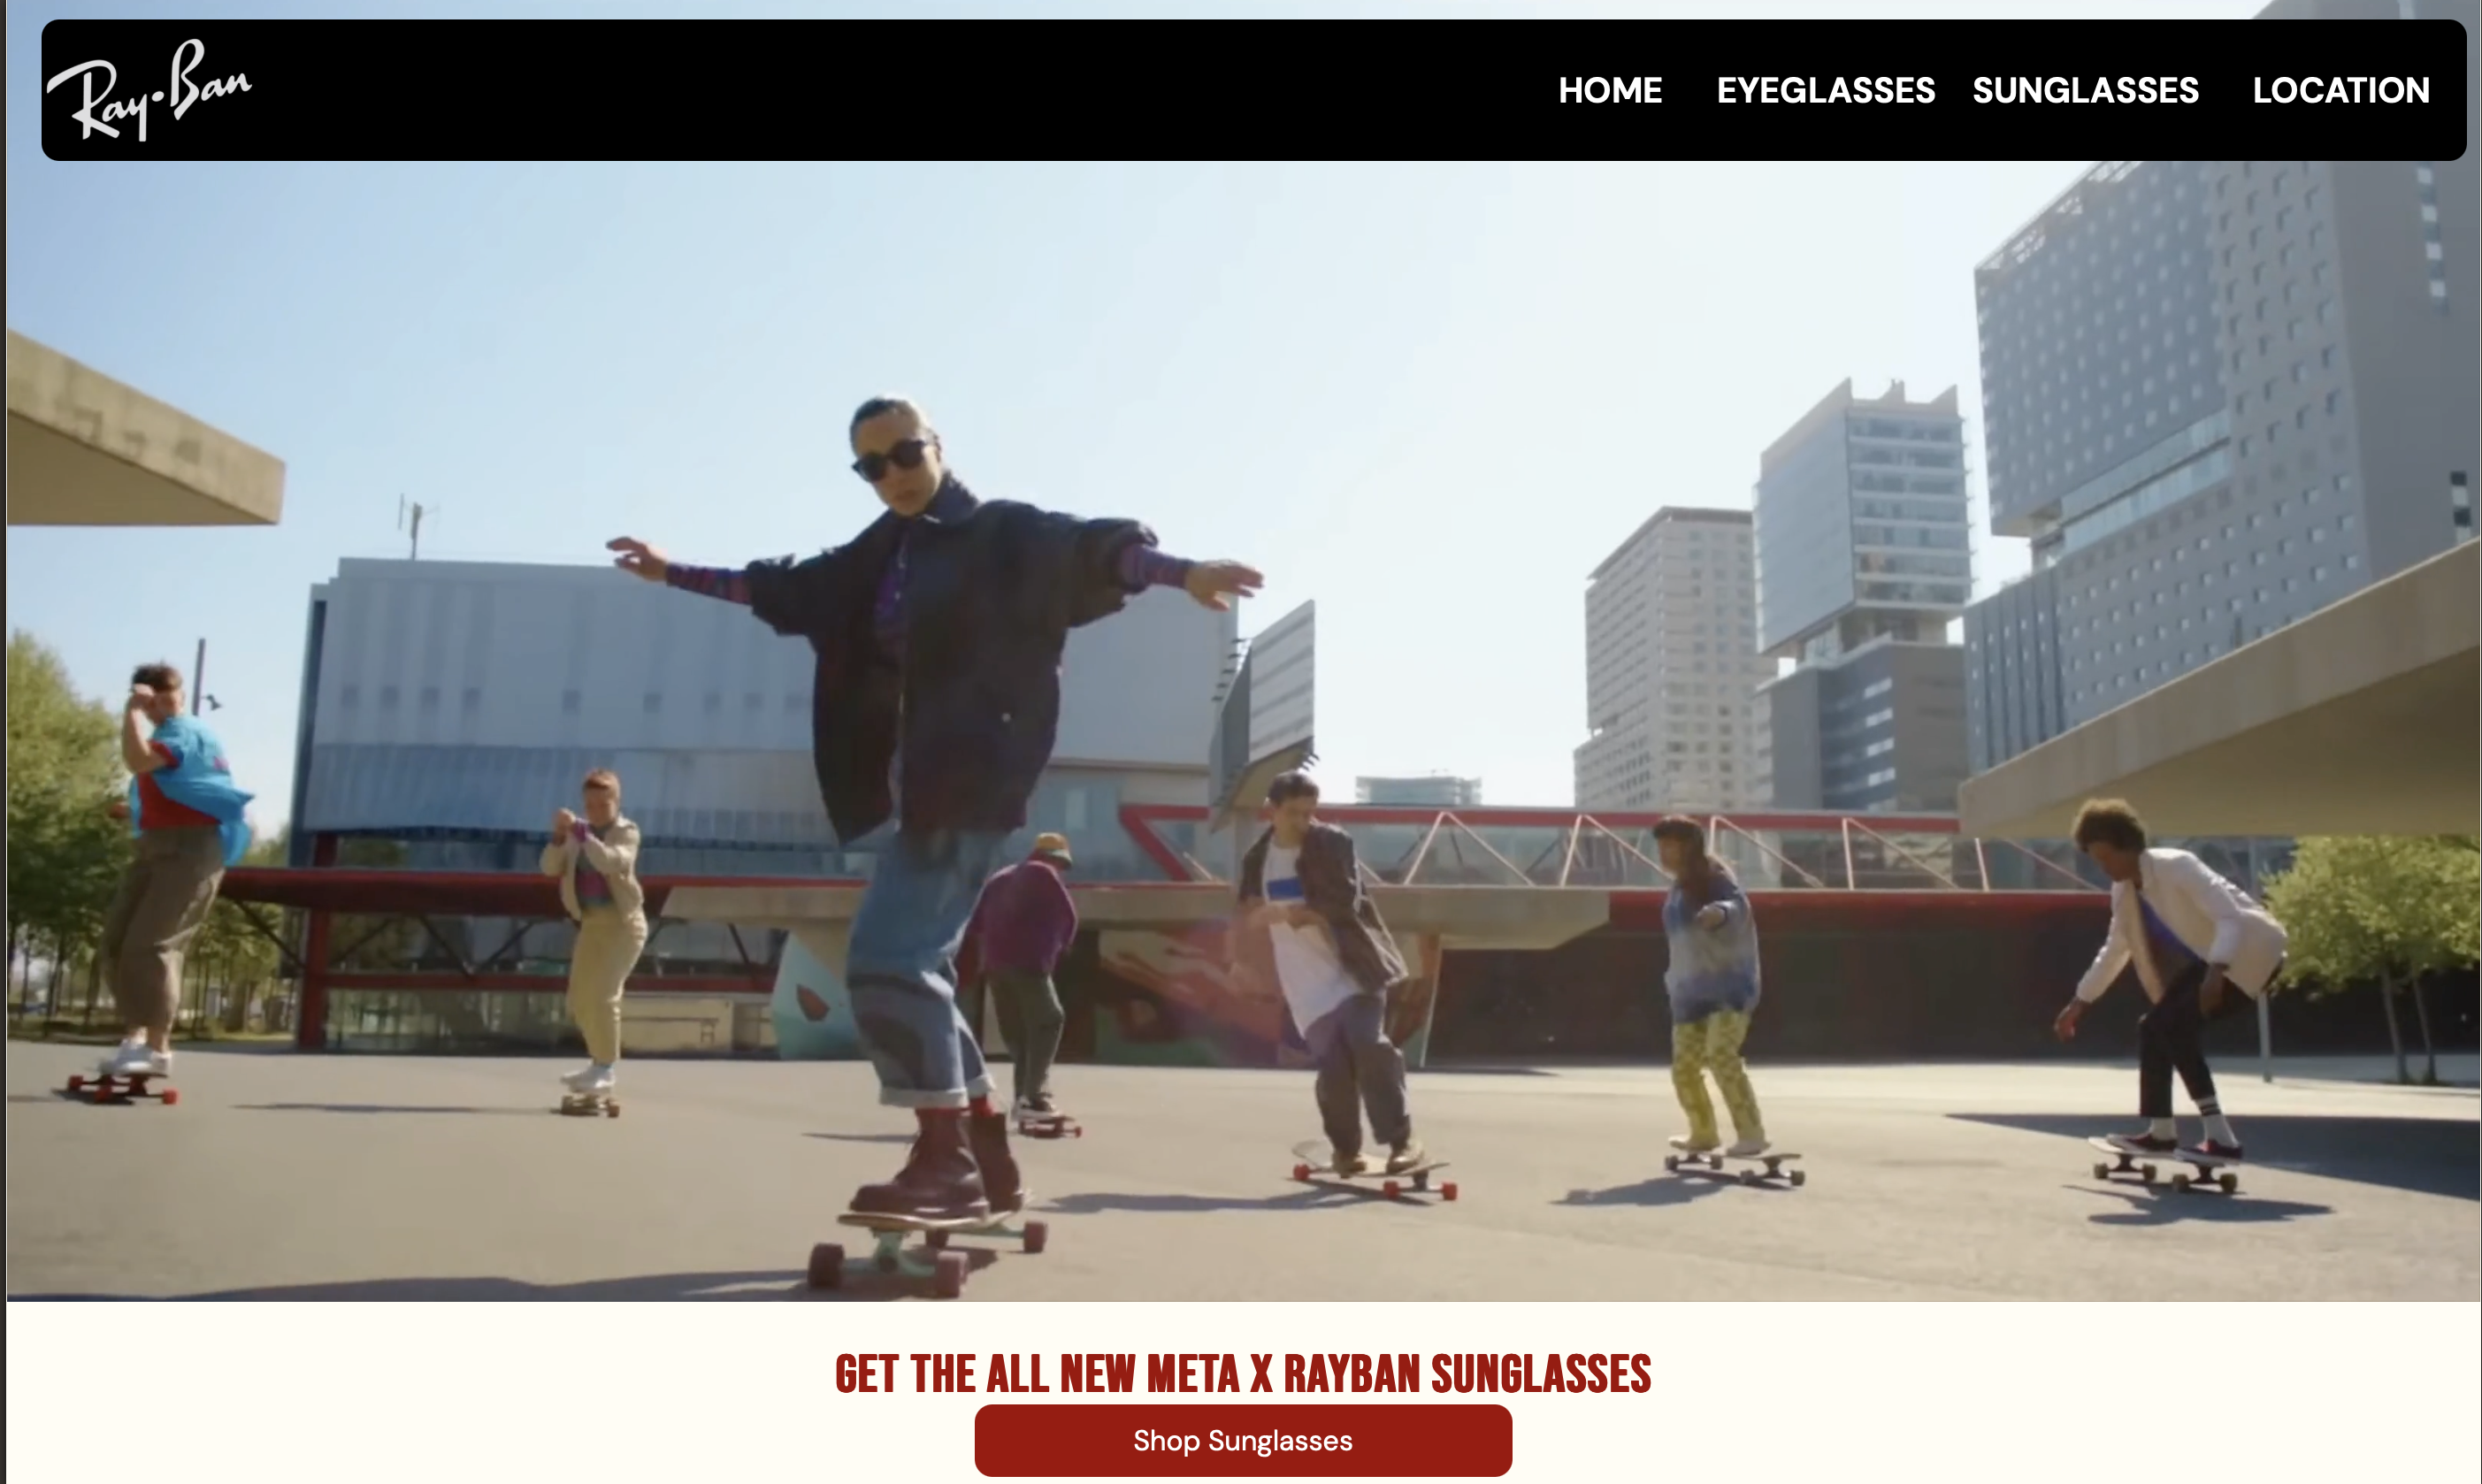 Ray-Ban
HOME EYEGLASSES SUNGLASSES LOCATION
GET THE ALL NEW META X RAYBAN SUNGLASSES
Shop Sunglasses